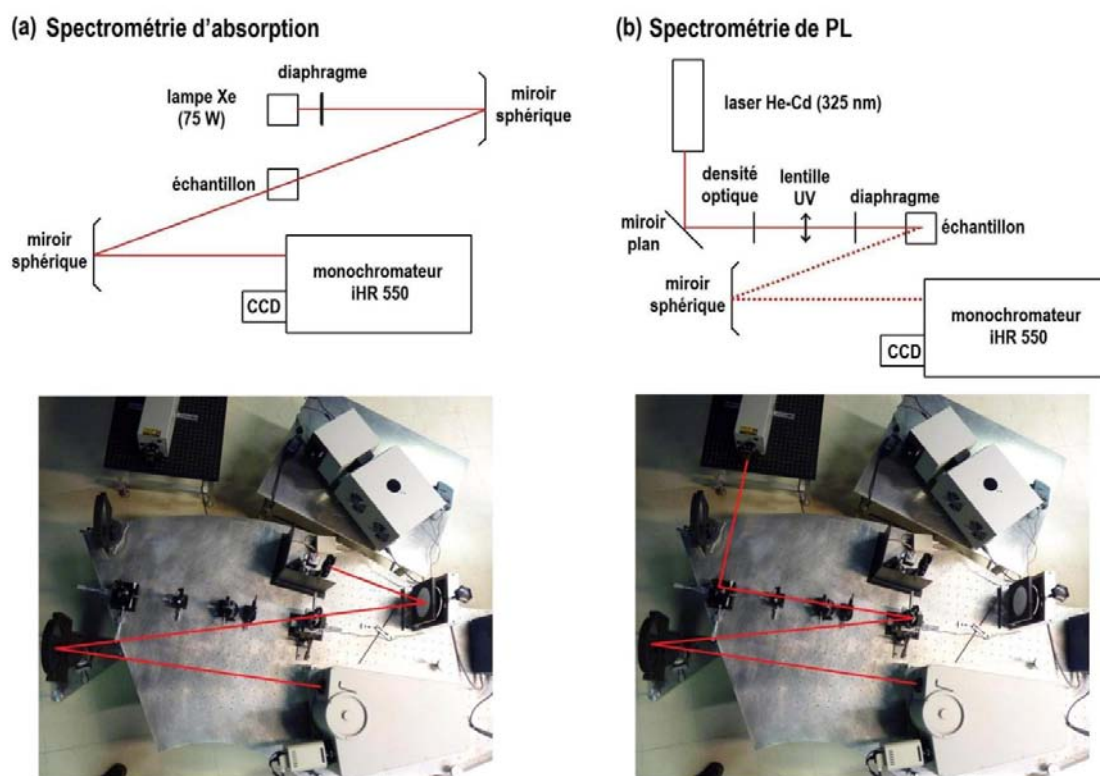 (a) Spectrométrie d'absorption
diaphragme
lampe Xe
(75 W)
miroir
sphérique
échantillon
miroir
sphérique
monochromateur
iHR 550
CCD
(b) Spectrométrie de PL
laser He-Cd (325 nm)
densité
optique
lentille
UV
diaphragme
échantillon
miroir
plan
miroir
sphérique
monochromateur
iHR 550
CCD